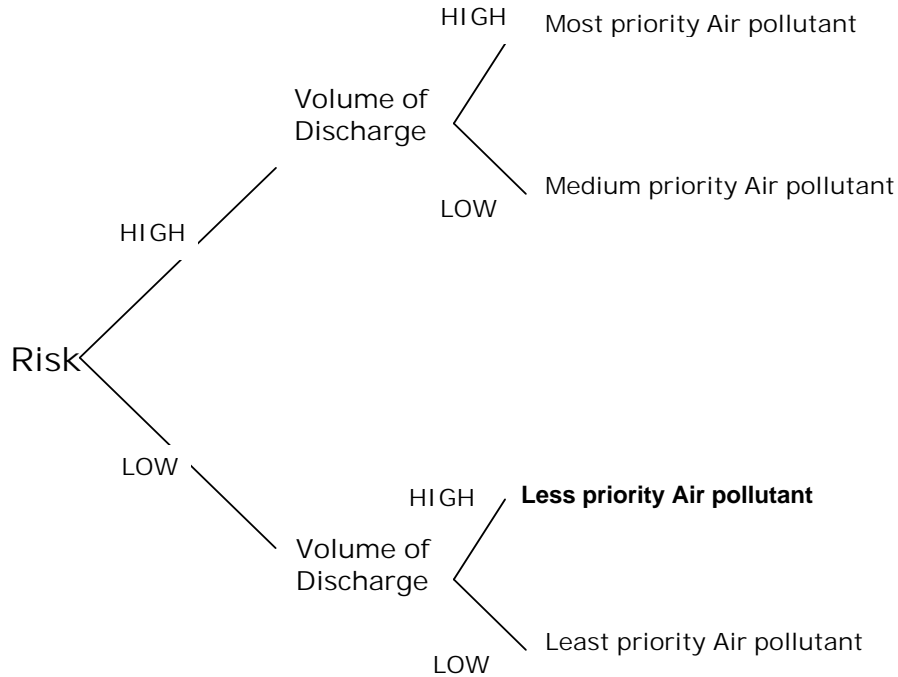 HIGH
Most priority Air pollutant
Volume of
Discharge
Medium priority Air pollutant
LOW
HIGH
Risk
LOW
HIGH
Less priority Air pollutant
Volume of
Discharge
Least priority Air pollutant
LOW